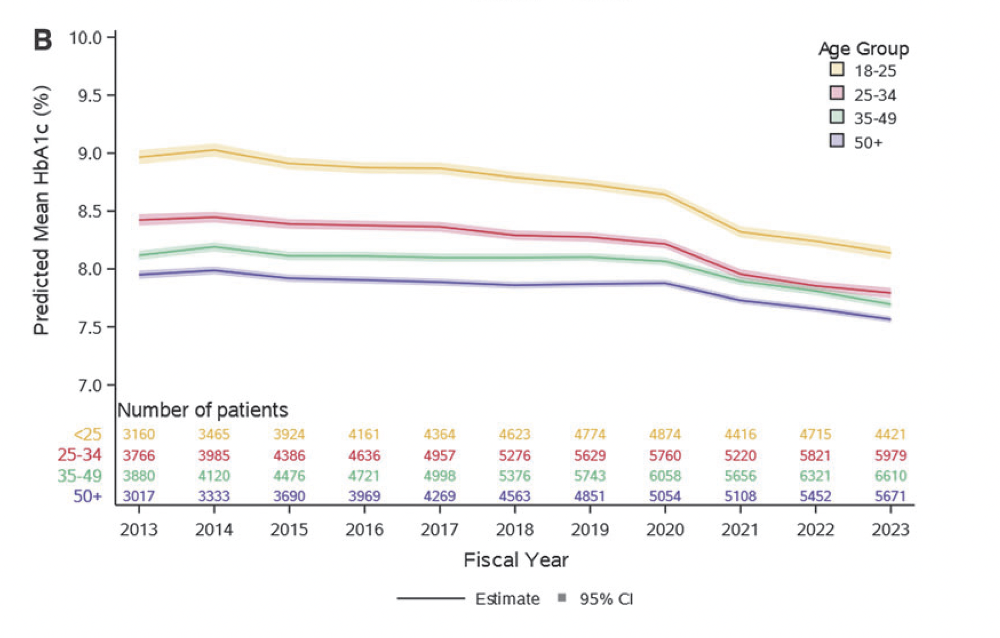 B
10.0
9.5
9.0
8.5
8.0
7.5
7.0
Predicted Mean HbA1c (%)
Age Group
18-25
25-34
35-49
50+
Number of patients
<25 3160 3465 3924 4161 4364 4623 4774 4874 4416 4715 4421
25-34 3766 3985 4386 4636 4957 5276 5629 5760 5220 5821 5979
35-49 3880 4120 4476 4721 4998 5376 5743 6058 5656 6321 6610
50+ 3017 3333 3690 3969 4269 4563 4851 5054 5108 5452 5671
2013 2014 2015 2016 2017 2018 2019 2020 2021 2022 2023
Fiscal Year
Estimate 95% CI